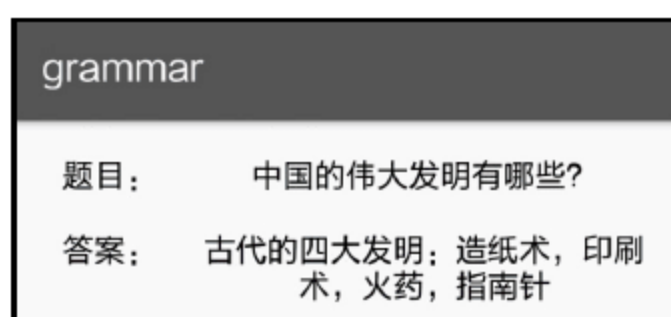 grammar
题目： 中国的伟大发明有哪些?
答案： 古代的四大发明：造纸术，印刷
术，火药，指南针